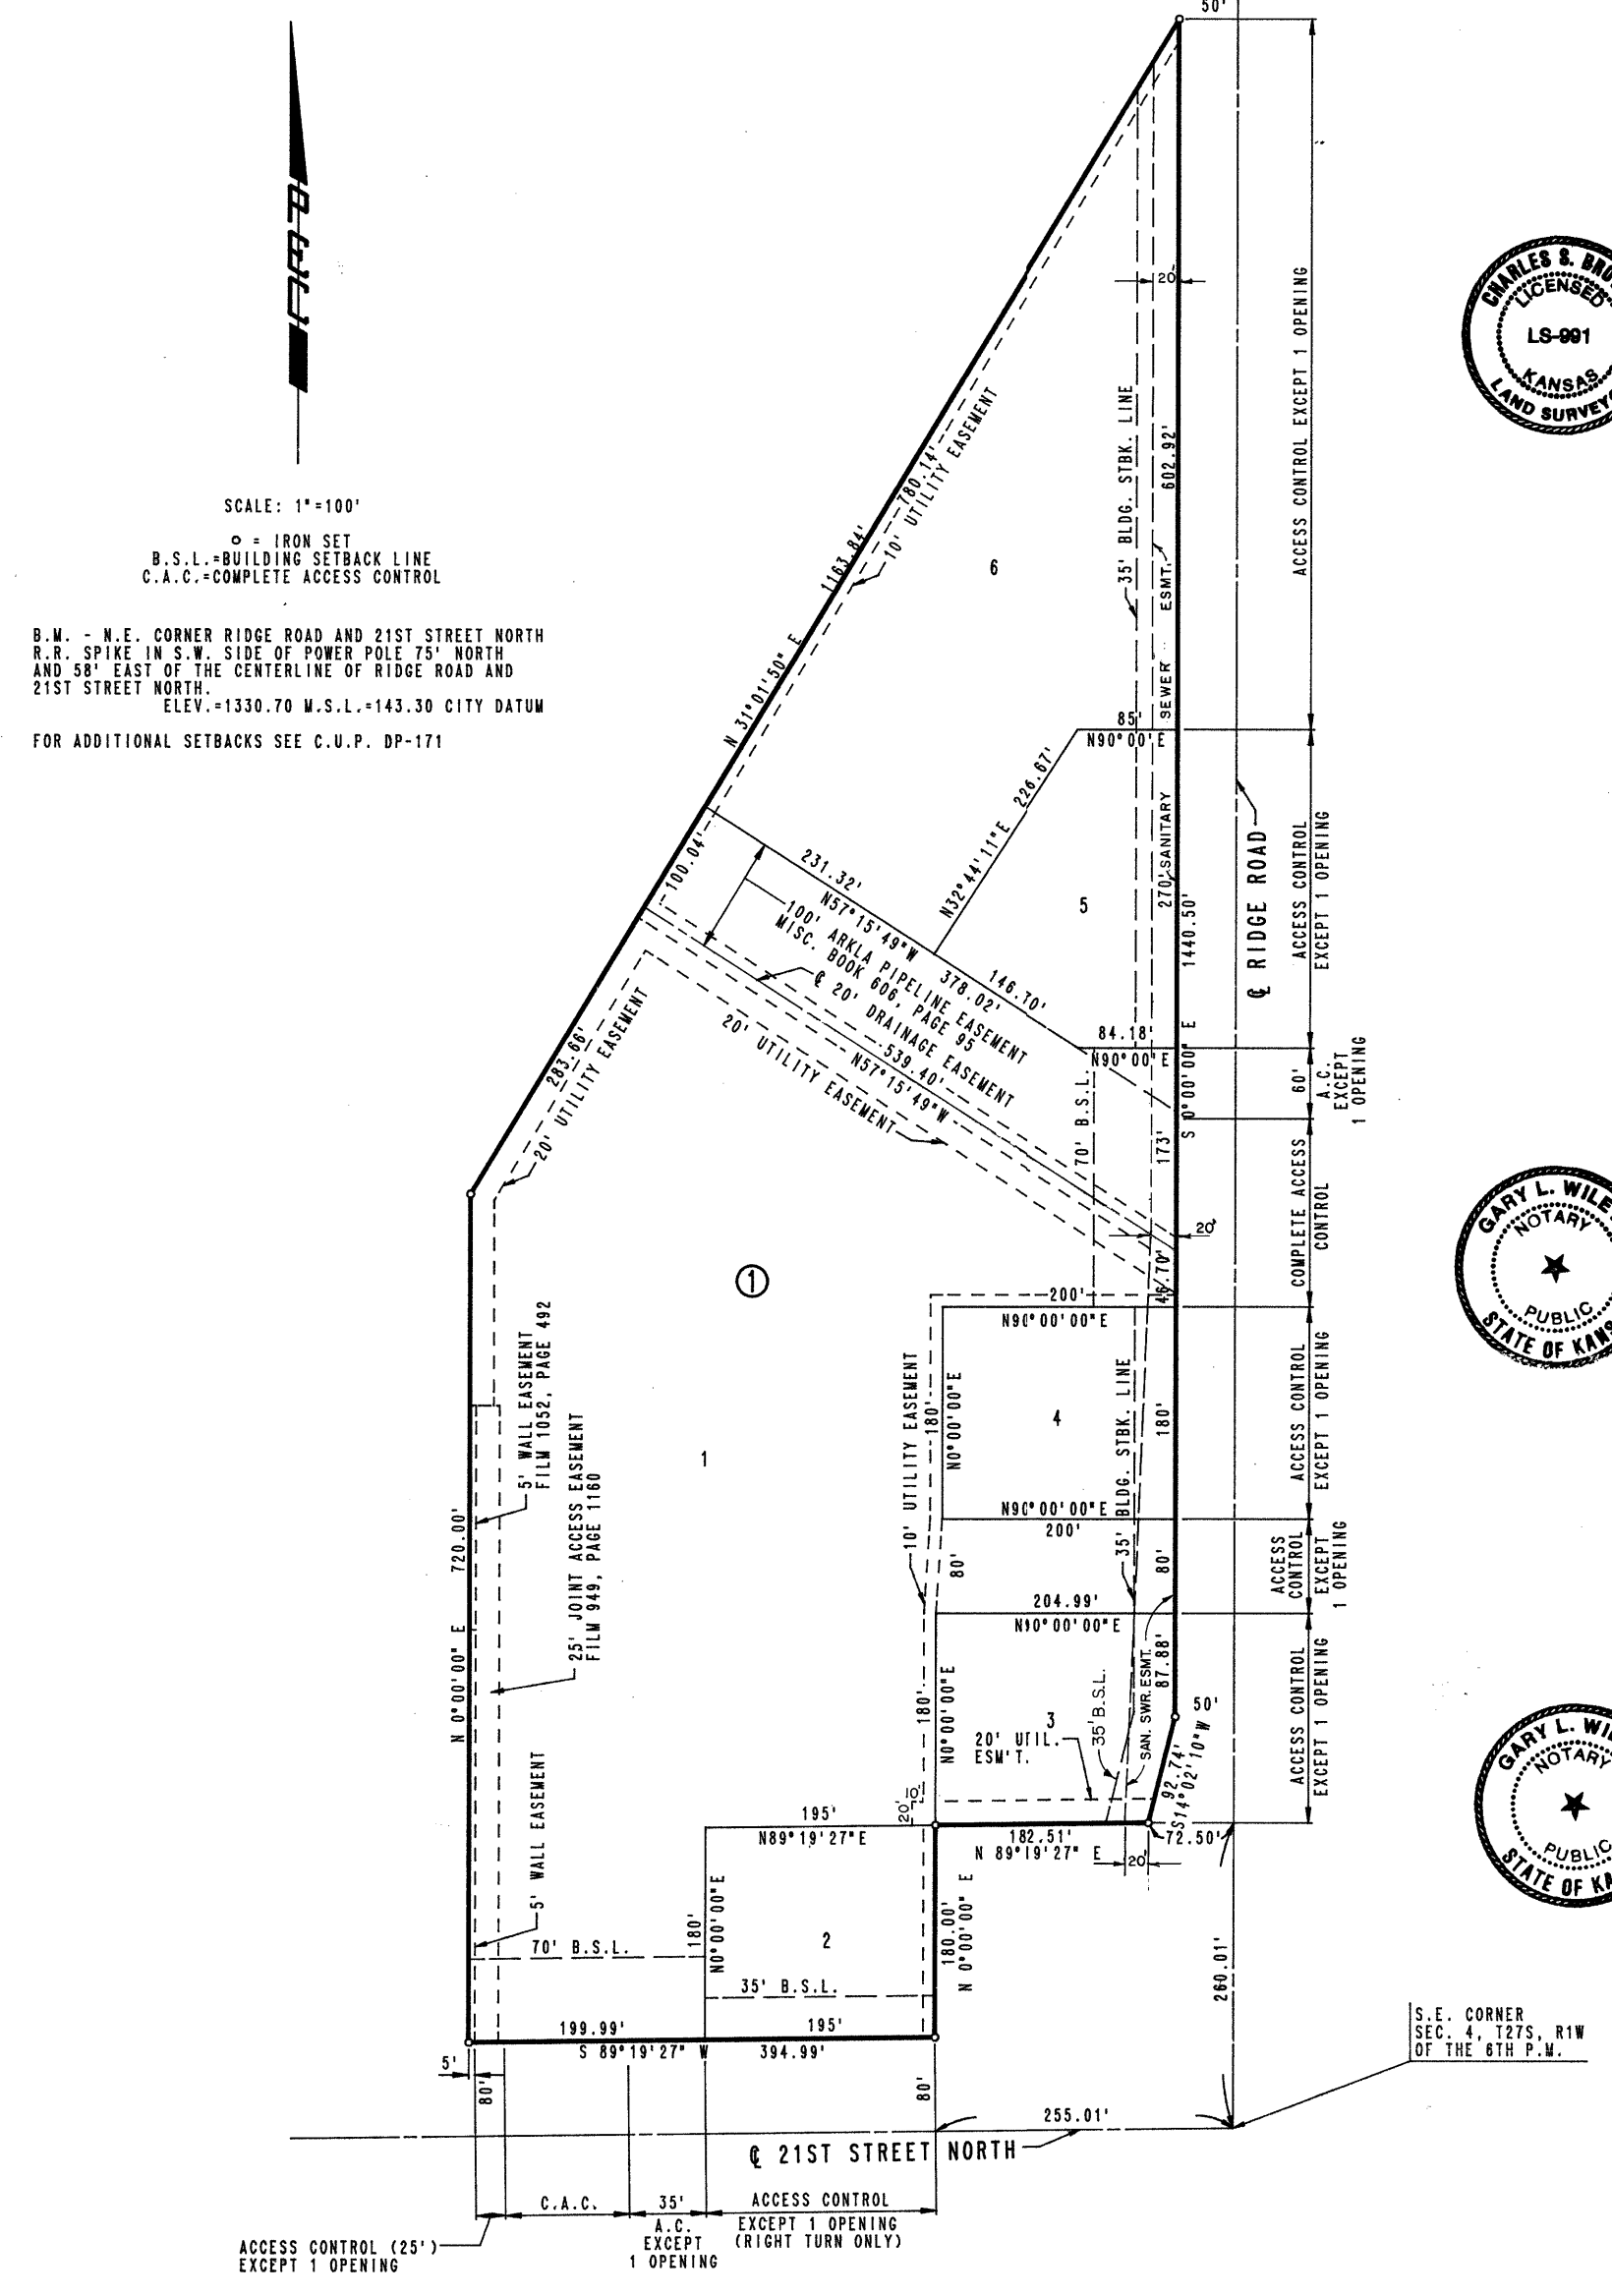 50'
SCALE: 1"=100'
o = IRON SET
B.S.L.=BUILDING SETBACK LINE
C.A.C.=COMPLETE ACCESS CONTROL
B.M. - N.E. CORNER RIDGE ROAD AND 21ST STREET NORTH
R.R. SPIKE IN S.W. SIDE OF POWER POLE 75' NORTH
AND 58' EAST OF THE CENTERLINE OF RIDGE ROAD AND
21ST STREET NORTH.
ELEV.=1330.70 M.S.L.=143.30 CITY DATUM
FOR ADDITIONAL SETBACKS SEE C.U.P. DP-171
20'
ACCESS CONTROL EXCEPT 1 OPENING
CHARLES S.
LICENSED
LS-991
KANSAS
LAND
35' BLDG. STBK. LINE
602.92'
780.14'
10' UTILITY EASEMENT
1163.84'
N 31°01'50" E
6
SEWER ESMT.
85'
N90°00' E
226.67'
N32°44'11"E
270' SANITARY
5
1440.50'
S 0°00'00" E
℄ RIDGE ROAD
ACCESS CONTROL
EXCEPT 1 OPENING
100.04'
231.32'
N57°15'49"W
378.02'
146.70'
100' ARKLA PIPELINE EASEMENT
MISC. BOOK 606, PAGE 95
℄ 20' DRAINAGE EASEMENT
539.40'
N57°15'49"W
20' UTILITY EASEMENT
84.18'
N90°00' E
60'
A.C.
EXCEPT
1 OPENING
283.66'
20' UTILITY EASEMENT
70' B.S.L.
173'
COMPLETE ACCESS
CONTROL
20'
46.70'
GARY L.
NOTARY
PUBLIC
STATE OF
1
200'
N90°00'00"E
5' WALL EASEMENT
FILM 1052, PAGE 492
25' JOINT ACCESS EASEMENT
FILM 949, PAGE 1160
1
10' UTILITY EASEMENT
180'
N0°00'00"E
4
35' BLDG. STBK. LINE
180'
ACCESS CONTROL
EXCEPT 1 OPENING
N90°00'00"E
200'
80'
80'
ACCESS
CONTROL
EXCEPT
1 OPENING
720.00'
N 0°00'00" E
204.99'
N90°00'00"E
180'
N0°00'00"E
3
20' UTIL.
ESM'T.
35' B.S.L.
SAN. SWR. ESMT.
87.88'
50'
92.74'
S14°02'10"W
ACCESS CONTROL
EXCEPT 1 OPENING
GARY L.
NOTARY
PUBLIC
STATE OF
10'
20'
195'
N89°19'27"E
182.51'
N 89°19'27" E
72.50'
20'
5' WALL EASEMENT
70' B.S.L.
180'
N0°00'00"E
2
35' B.S.L.
180.00'
N 0°00'00" E
260.01'
199.99'
195'
S 89°19'27" W
394.99'
5'
80'
80'
255.01'
℄ 21ST STREET NORTH
S.E. CORNER
SEC. 4, T27S, R1W
OF THE 6TH P.M.
C.A.C.
35'
A.C.
EXCEPT
1 OPENING
ACCESS CONTROL
EXCEPT 1 OPENING
(RIGHT TURN ONLY)
ACCESS CONTROL (25')
EXCEPT 1 OPENING